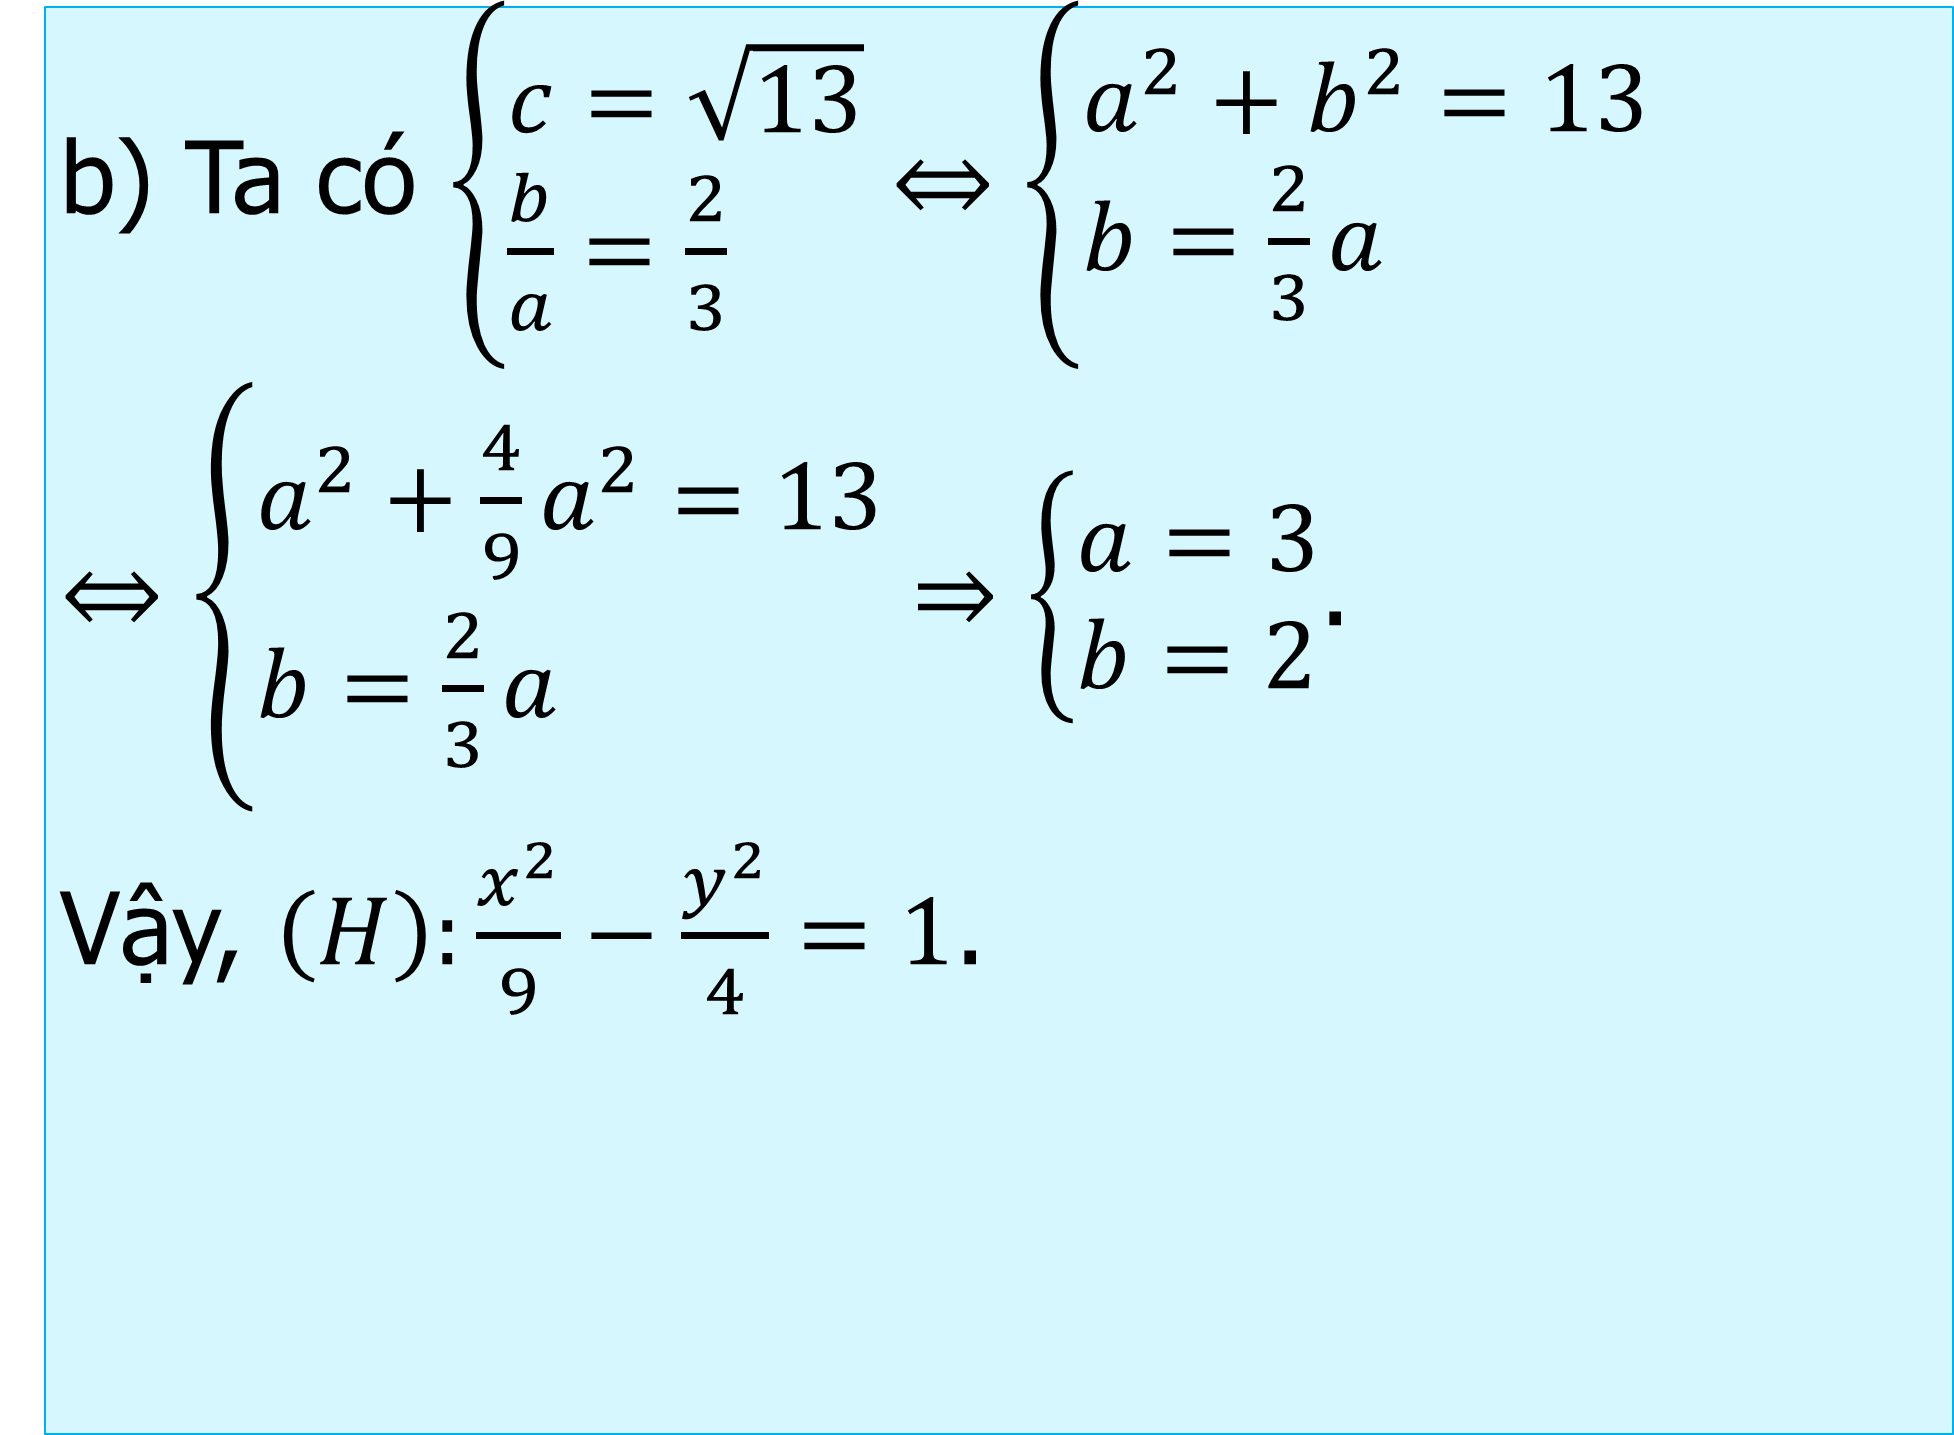 b) Ta có {c = √13, b/a = 2/3 ⇔ {a² + b² = 13, b = 2/3 a
⇔ {a² + 4/9 a² = 13, b = 2/3 a ⇒ {a = 3, b = 2.
Vậy, (H): x²/9 − y²/4 = 1.